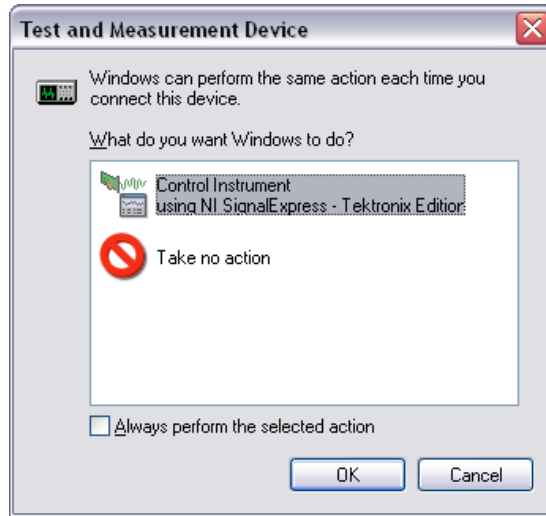 Test and Measurement Device
Windows can perform the same action each time you
connect this device.
What do you want Windows to do?
Control Instrument
using NI SignalExpress - Tektronix Edition
Take no action
Always perform the selected action
OK
Cancel